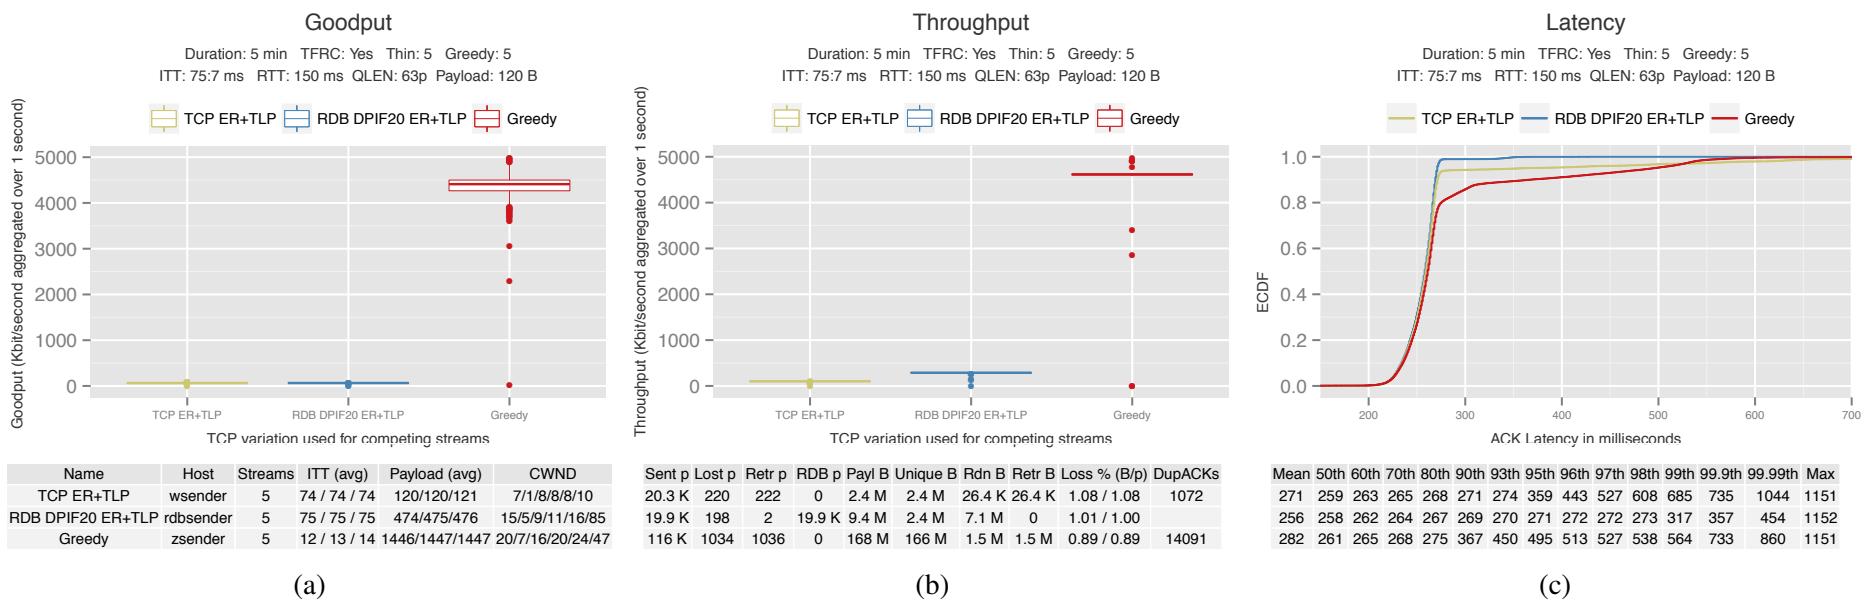 Goodput
Duration: 5 min TFRC: Yes Thin: 5 Greedy: 5
ITT: 75:7 ms RTT: 150 ms QLEN: 63p Payload: 120 B
TCP ER+TLP RDB DPIF20 ER+TLP Greedy
Goodput (Kbit/second aggregated over 1 second)
5000
4000
3000
2000
1000
0
TCP ER+TLP RDB DPIF20 ER+TLP Greedy
TCP variation used for competing streams
Name Host Streams ITT (avg) Payload (avg) CWND
TCP ER+TLP wsender 5 74 / 74 / 74 120/120/121 7/1/8/8/8/10
RDB DPIF20 ER+TLP rdbsender 5 75 / 75 / 75 474/475/476 15/5/9/11/16/85
Greedy zsender 5 12 / 13 / 14 1446/1447/1447 20/7/16/20/24/47
(a)
Throughput
Duration: 5 min TFRC: Yes Thin: 5 Greedy: 5
ITT: 75:7 ms RTT: 150 ms QLEN: 63p Payload: 120 B
TCP ER+TLP RDB DPIF20 ER+TLP Greedy
Throughput (Kbit/second aggregated over 1 second)
5000
4000
3000
2000
1000
0
TCP ER+TLP RDB DPIF20 ER+TLP Greedy
TCP variation used for competing streams
Sent p Lost p Retr p RDB p Payl B Unique B Rdn B Retr B Loss % (B/p) DupACKs
20.3 K 220 222 0 2.4 M 2.4 M 26.4 K 26.4 K 1.08 / 1.08 1072
19.9 K 198 2 19.9 K 9.4 M 2.4 M 7.1 M 0 1.01 / 1.00
116 K 1034 1036 0 168 M 166 M 1.5 M 1.5 M 0.89 / 0.89 14091
(b)
Latency
Duration: 5 min TFRC: Yes Thin: 5 Greedy: 5
ITT: 75:7 ms RTT: 150 ms QLEN: 63p Payload: 120 B
TCP ER+TLP RDB DPIF20 ER+TLP Greedy
ECDF
1.0
0.8
0.6
0.4
0.2
0.0
200 300 400 500 600 700
ACK Latency in milliseconds
Mean 50th 60th 70th 80th 90th 93th 95th 96th 97th 98th 99th 99.9th 99.99th Max
271 259 263 265 268 271 274 359 443 527 608 685 735 1044 1151
256 258 262 264 267 269 270 271 272 272 273 317 357 454 1152
282 261 265 268 275 367 450 495 513 527 538 564 733 860 1151
(c)